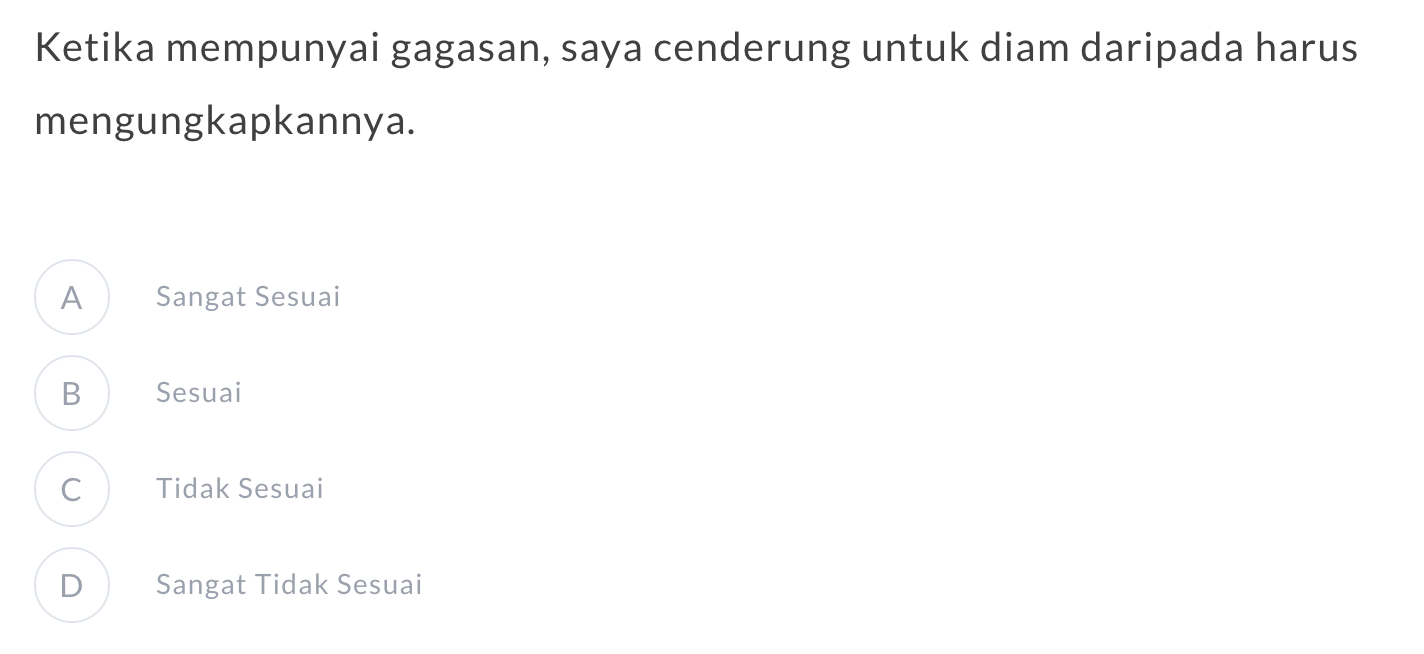 Ketika mempunyai gagasan, saya cenderung untuk diam daripada harus
mengungkapkannya.
A Sangat Sesuai
B Sesuai
C Tidak Sesuai
D Sangat Tidak Sesuai